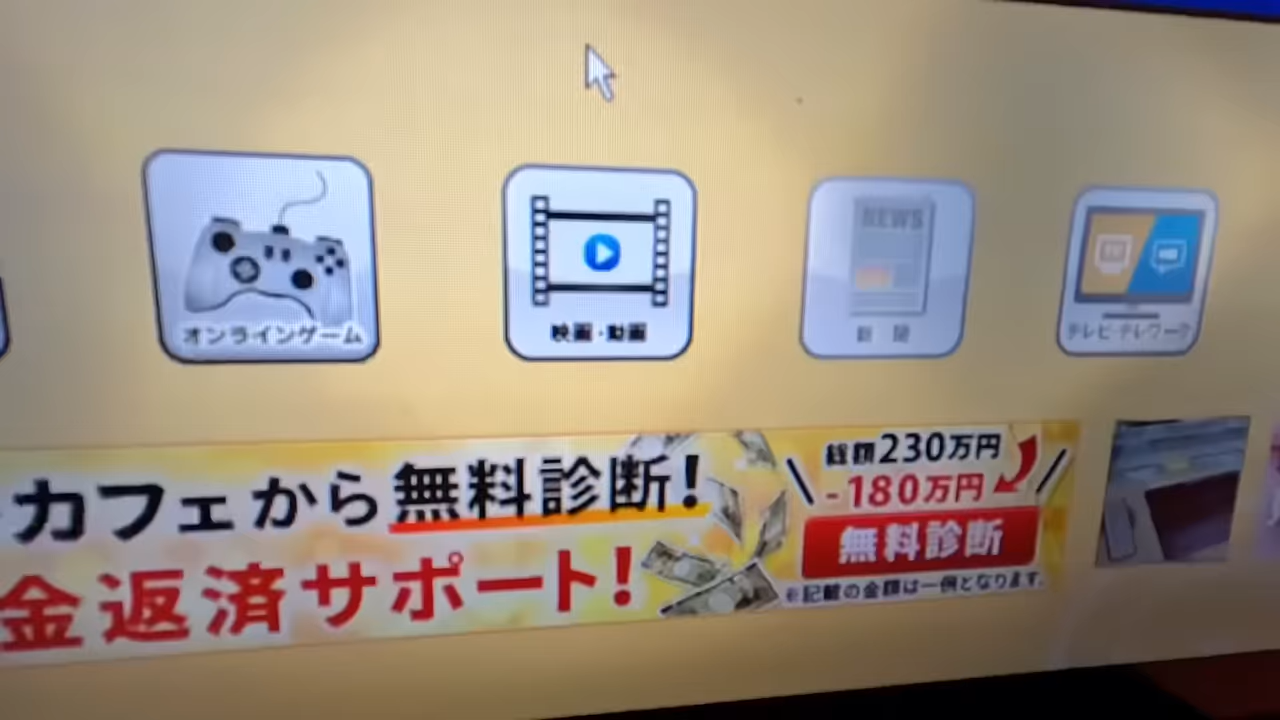 オンラインゲーム
映画・動画
NEWS
新 聞
テレビ・テレワーク
カフェから無料診断!
金返済サポート!
総額230万円
-180万円
無料診断
※記載の金額は一例となります。